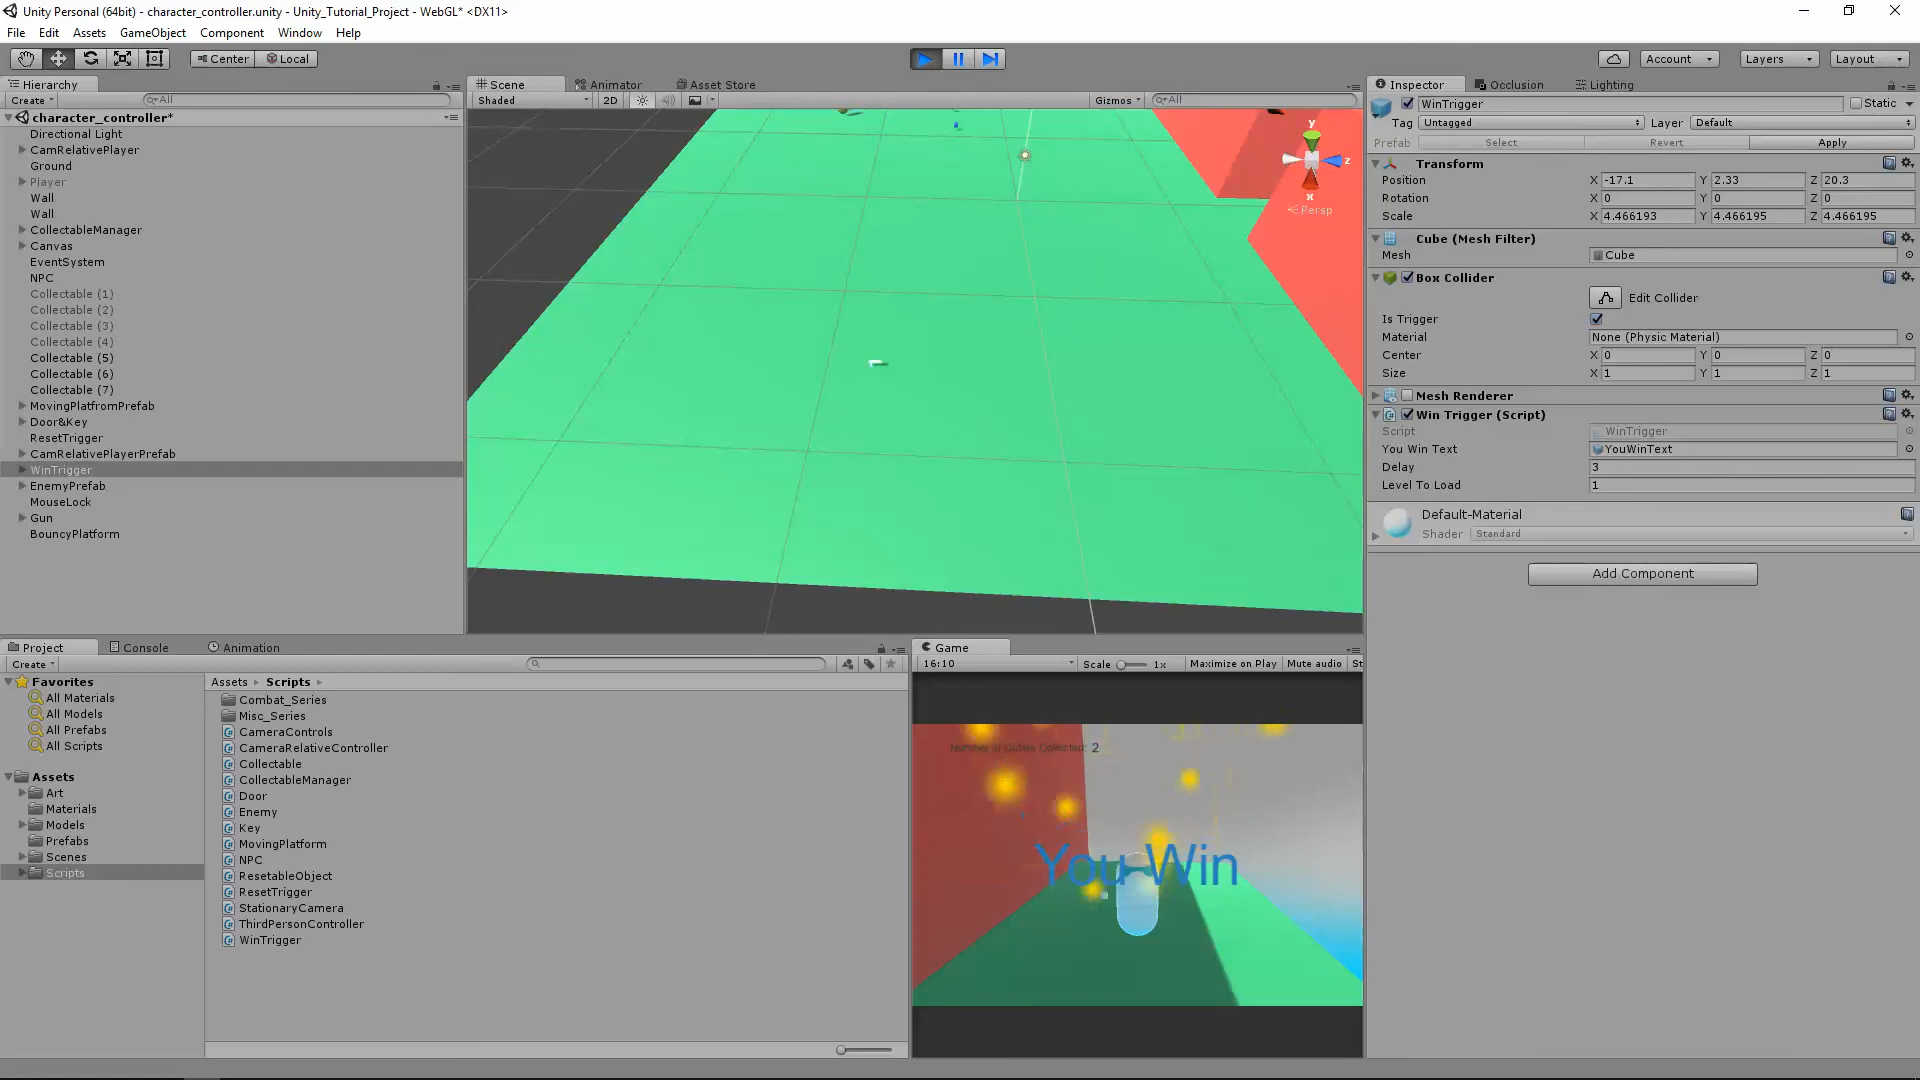 Unity Personal (64bit) - character_controller.unity - Unity_Tutorial_Project - WebGL* <DX11>
File Edit Assets GameObject Component Window Help
Center Local
Account Layers Layout
Hierarchy
Create All
character_controller*
Directional Light
CamRelativePlayer
Ground
Player
Wall
Wall
CollectableManager
Canvas
EventSystem
NPC
Collectable (1)
Collectable (2)
Collectable (3)
Collectable (4)
Collectable (5)
Collectable (6)
Collectable (7)
MovingPlatfromPrefab
Door&Key
ResetTrigger
CamRelativePlayerPrefab
WinTrigger
EnemyPrefab
MouseLock
Gun
BouncyPlatform
Scene Animator Asset Store
Shaded 2D Gizmos All
y
z
x
Persp
Inspector Occlusion Lighting
WinTrigger Static
Tag Untagged Layer Default
Prefab Select Revert Apply
Transform
Position X -17.1 Y 2.33 Z 20.3
Rotation X 0 Y 0 Z 0
Scale X 4.466193 Y 4.466195 Z 4.466195
Cube (Mesh Filter)
Mesh Cube
Box Collider
Edit Collider
Is Trigger
Material None (Physic Material)
Center X 0 Y 0 Z 0
Size X 1 Y 1 Z 1
Mesh Renderer
Win Trigger (Script)
Script WinTrigger
You Win Text YouWinText
Delay 3
Level To Load 1
Default-Material
Shader Standard
Add Component
Project Console Animation
Create
Favorites
All Materials
All Models
All Prefabs
All Scripts
Assets
Art
Materials
Models
Prefabs
Scenes
Scripts
Assets Scripts
Combat_Series
Misc_Series
CameraControls
CameraRelativeController
Collectable
CollectableManager
Door
Enemy
Key
MovingPlatform
NPC
ResetableObject
ResetTrigger
StationaryCamera
ThirdPersonController
WinTrigger
Game
16:10 Scale 1x Maximize on Play Mute audio St
Number of Cubes Collected: 2
You Win